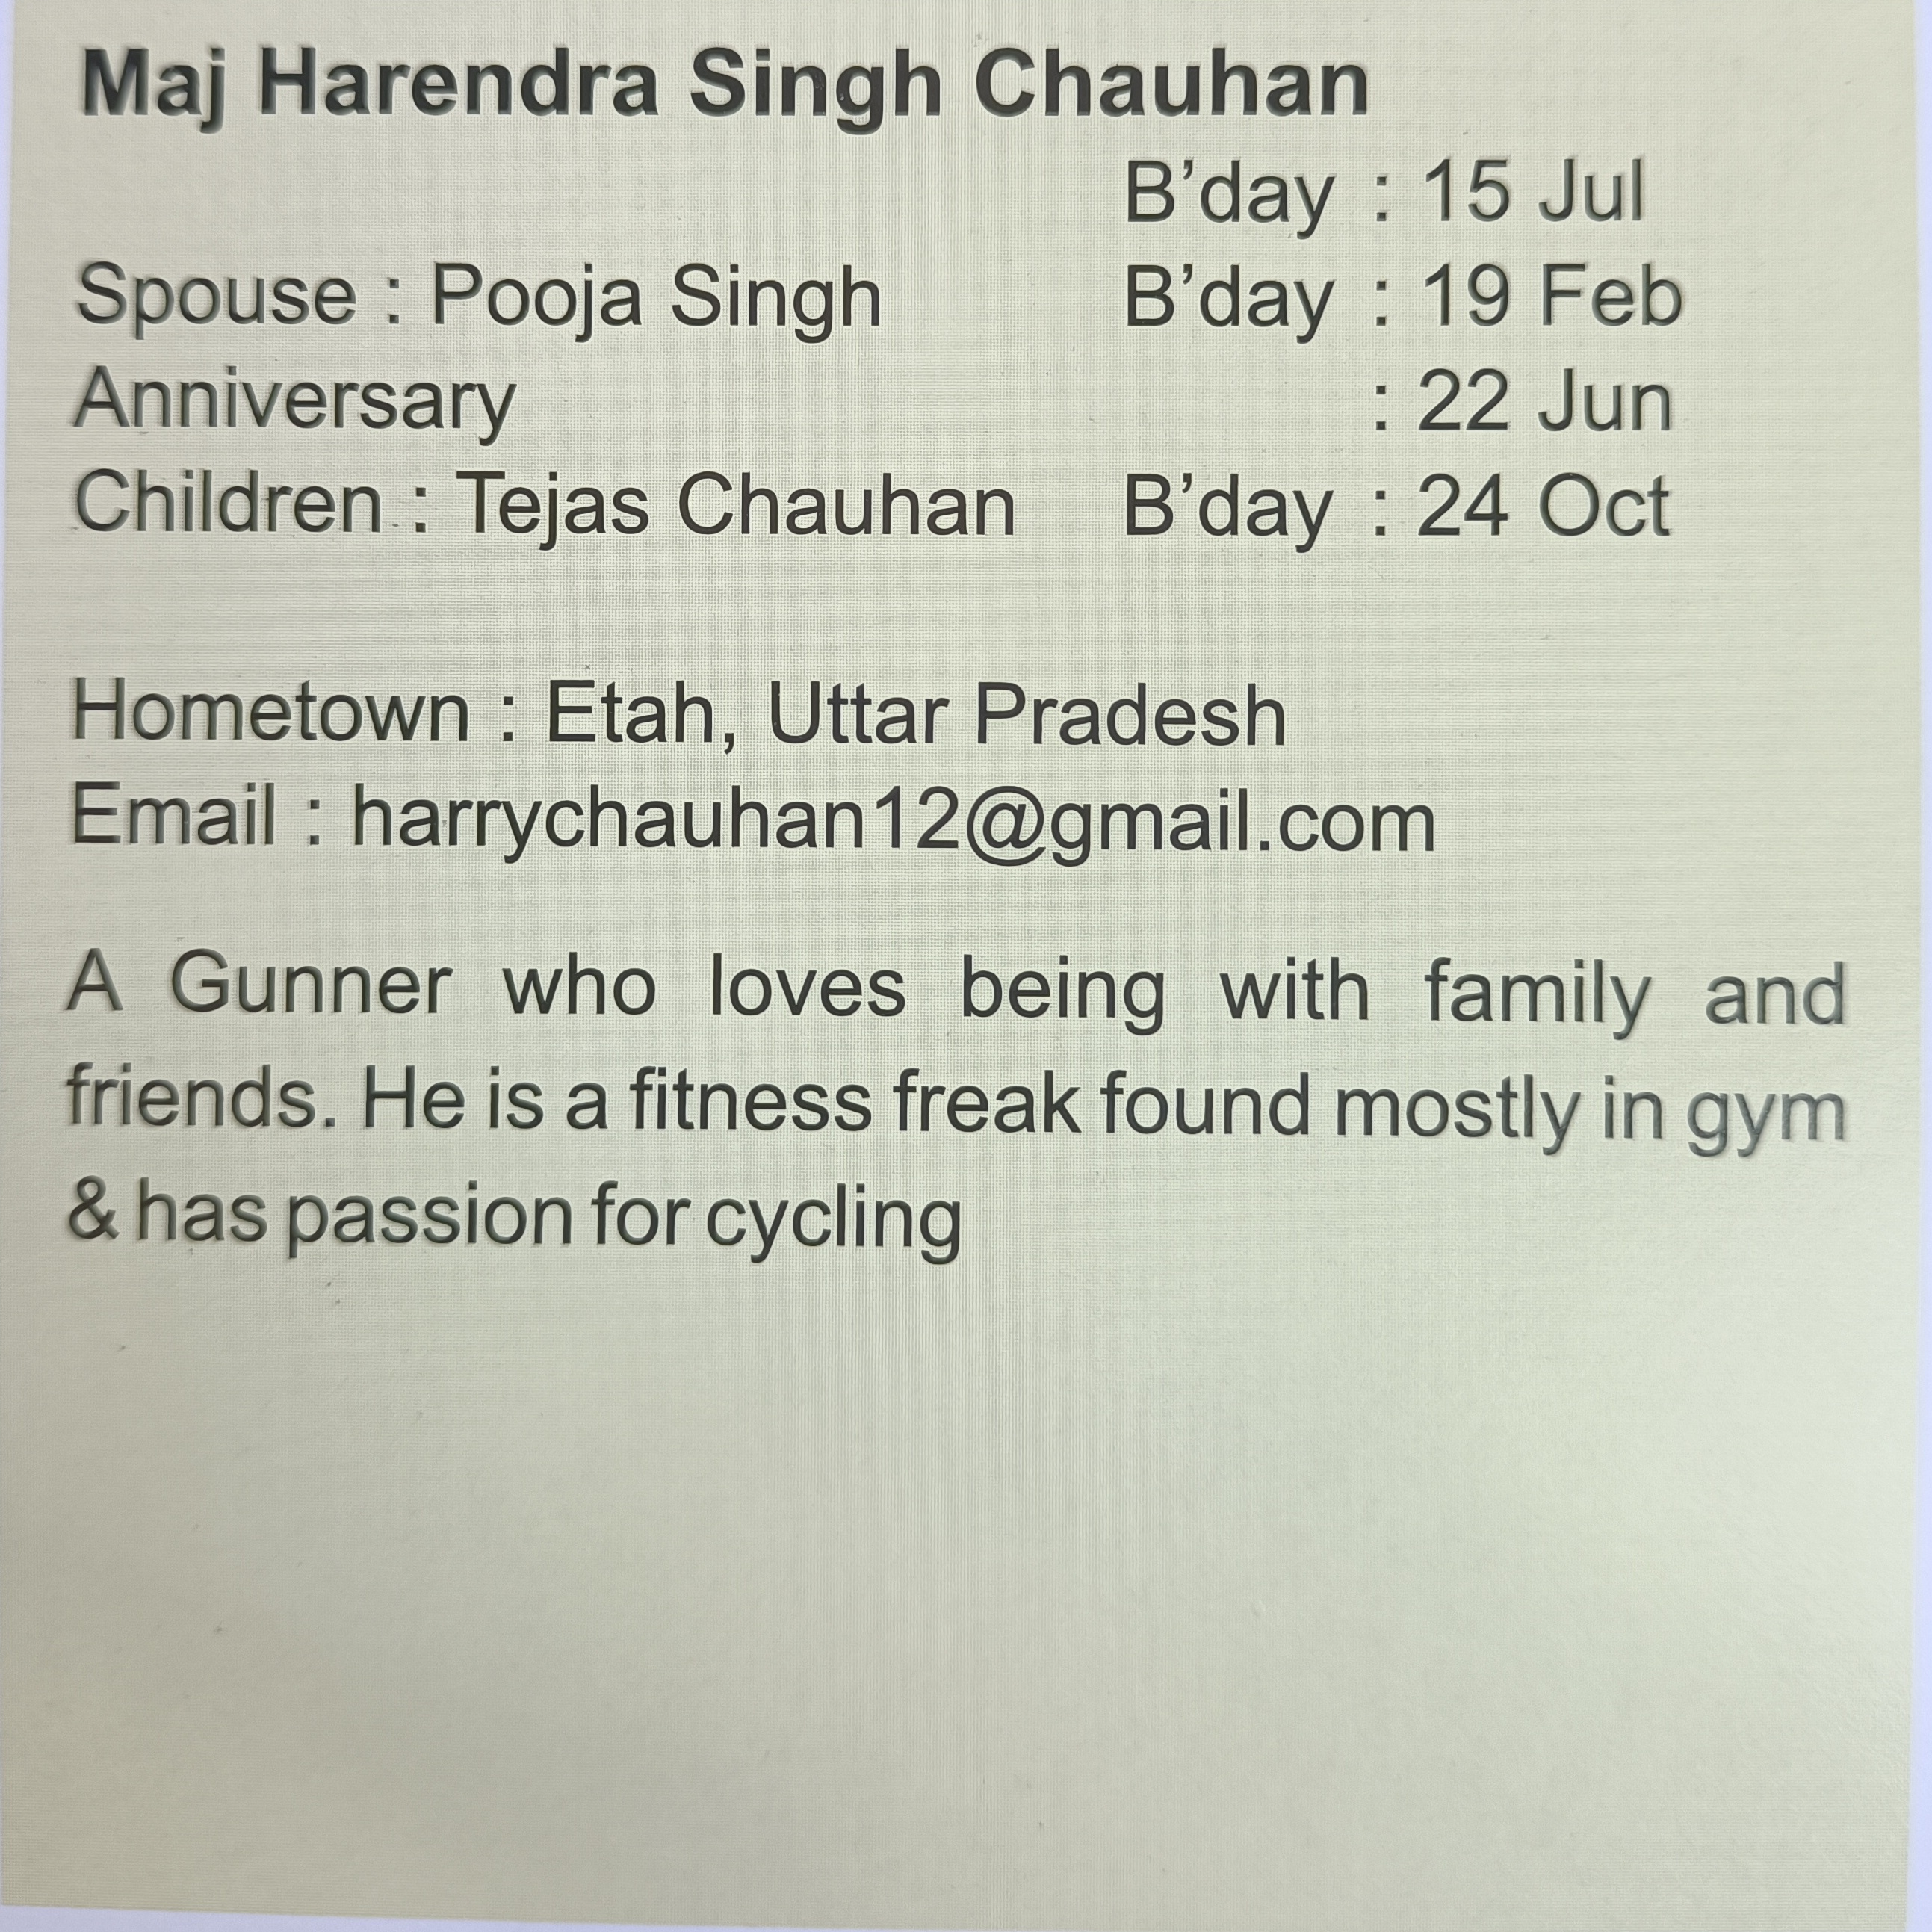 Maj Harendra Singh Chauhan
B’day : 15 Jul
Spouse : Pooja Singh B’day : 19 Feb
Anniversary : 22 Jun
Children : Tejas Chauhan B’day : 24 Oct
Hometown : Etah, Uttar Pradesh
Email : harrychauhan12@gmail.com
A Gunner who loves being with family and
friends. He is a fitness freak found mostly in gym
& has passion for cycling